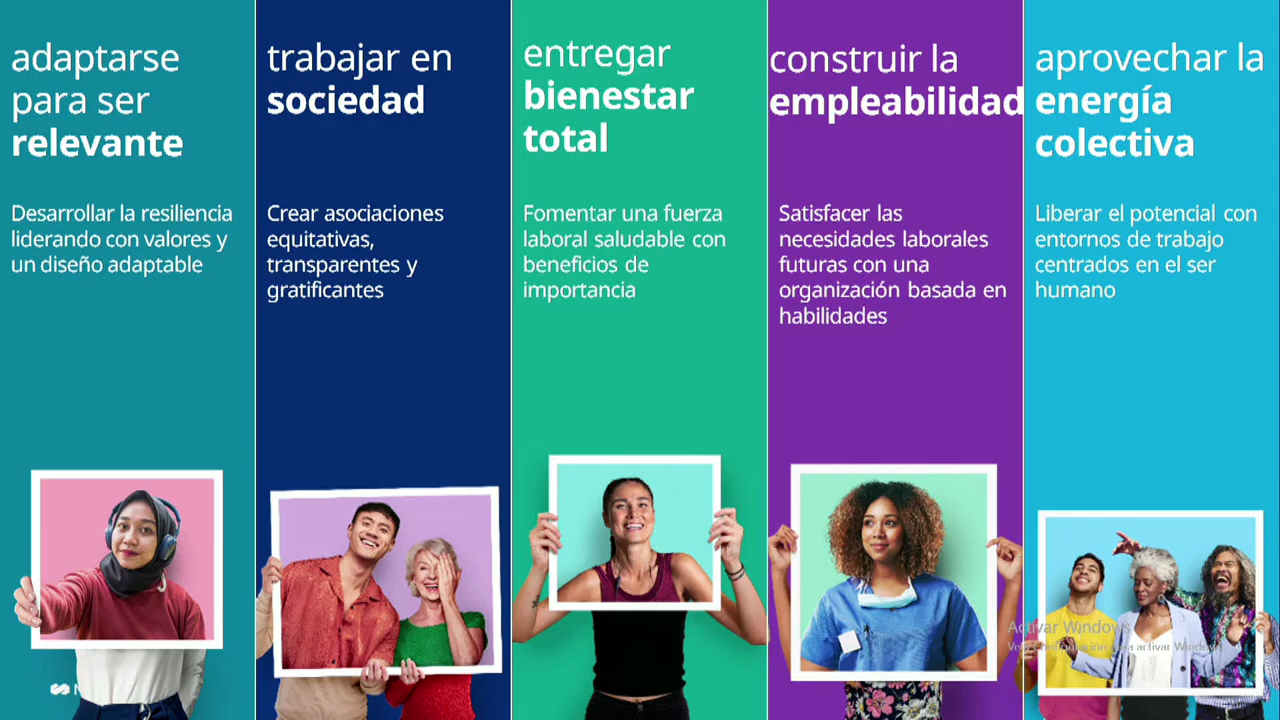 adaptarse
para ser
relevante
Desarrollar la resiliencia
liderando con valores y
un diseño adaptable
trabajar en
sociedad
Crear asociaciones
equitativas,
transparentes y
gratificantes
entregar
bienestar
total
Fomentar una fuerza
laboral saludable con
beneficios de
importancia
construir la
empleabilidad
Satisfacer las
necesidades laborales
futuras con una
organización basada en
habilidades
aprovechar la
energía
colectiva
Liberar el potencial con
entornos de trabajo
centrados en el ser
humano
Activar Windows